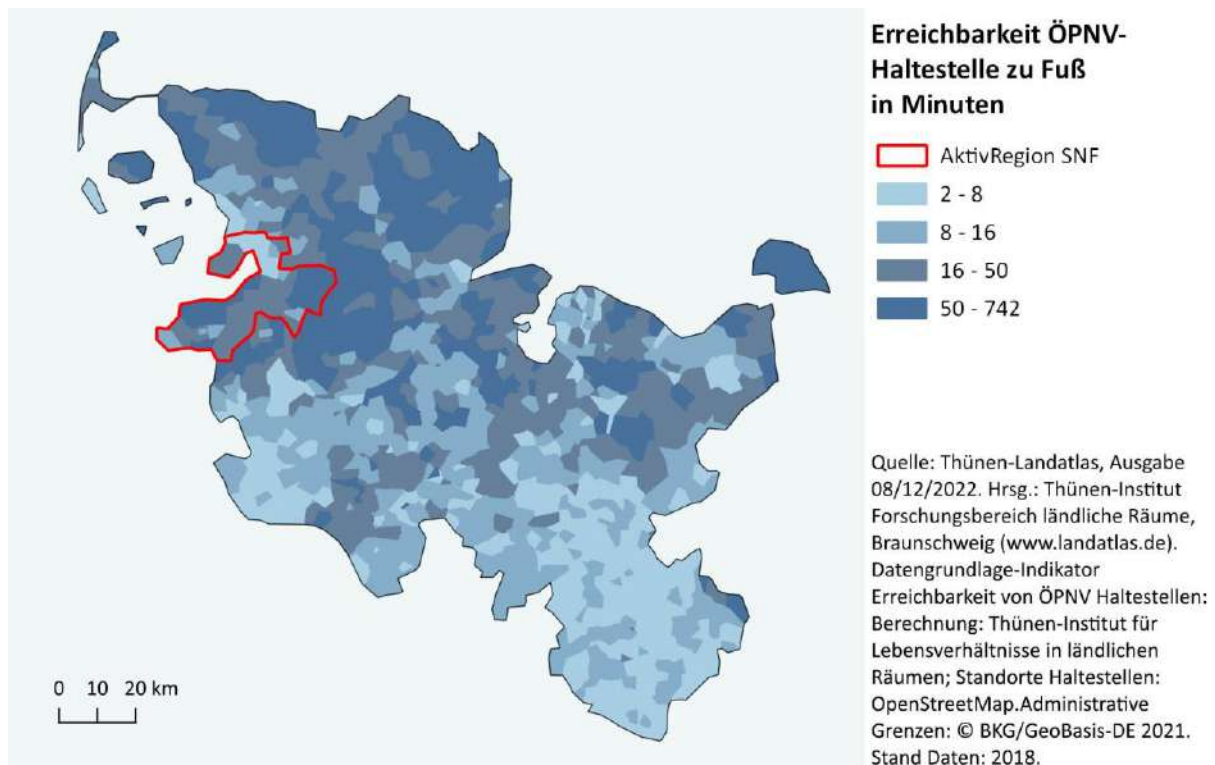 Erreichbarkeit ÖPNV-
Haltestelle zu Fuß
in Minuten
AktivRegion SNF
2 - 8
8 - 16
16 - 50
50 - 742
Quelle: Thünen-Landatlas, Ausgabe
08/12/2022. Hrsg.: Thünen-Institut
Forschungsbereich ländliche Räume,
Braunschweig (www.landatlas.de).
Datengrundlage-Indikator
Erreichbarkeit von ÖPNV Haltestellen:
Berechnung: Thünen-Institut für
Lebensverhältnisse in ländlichen
Räumen; Standorte Haltestellen:
OpenStreetMap.Administrative
Grenzen: © BKG/GeoBasis-DE 2021.
Stand Daten: 2018.
0 10 20 km